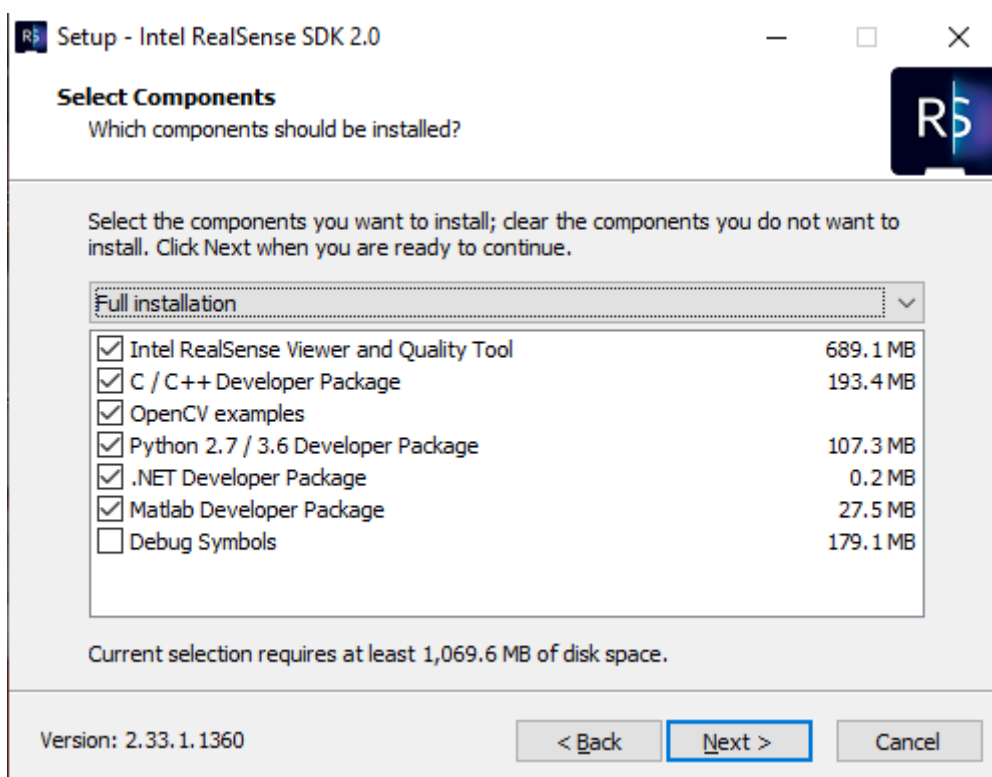 RS Setup - Intel RealSense SDK 2.0
Select Components
Which components should be installed?
RS
Select the components you want to install; clear the components you do not want to
install. Click Next when you are ready to continue.
Full installation
Intel RealSense Viewer and Quality Tool 689.1 MB
C / C++ Developer Package 193.4 MB
OpenCV examples
Python 2.7 / 3.6 Developer Package 107.3 MB
.NET Developer Package 0.2 MB
Matlab Developer Package 27.5 MB
Debug Symbols 179.1 MB
Current selection requires at least 1,069.6 MB of disk space.
Version: 2.33.1.1360 < Back Next > Cancel